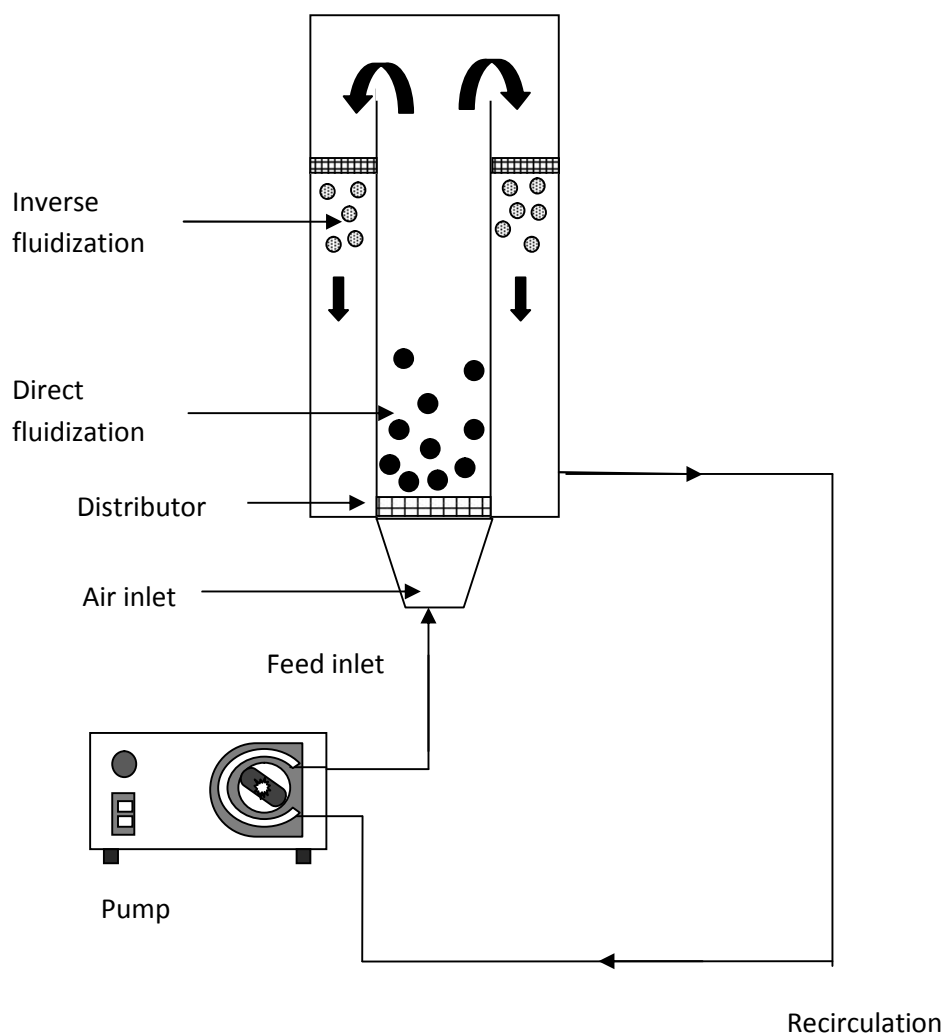 Inverse
fluidization
Direct
fluidization
Distributor
Air inlet
Feed inlet
Pump
Recirculation